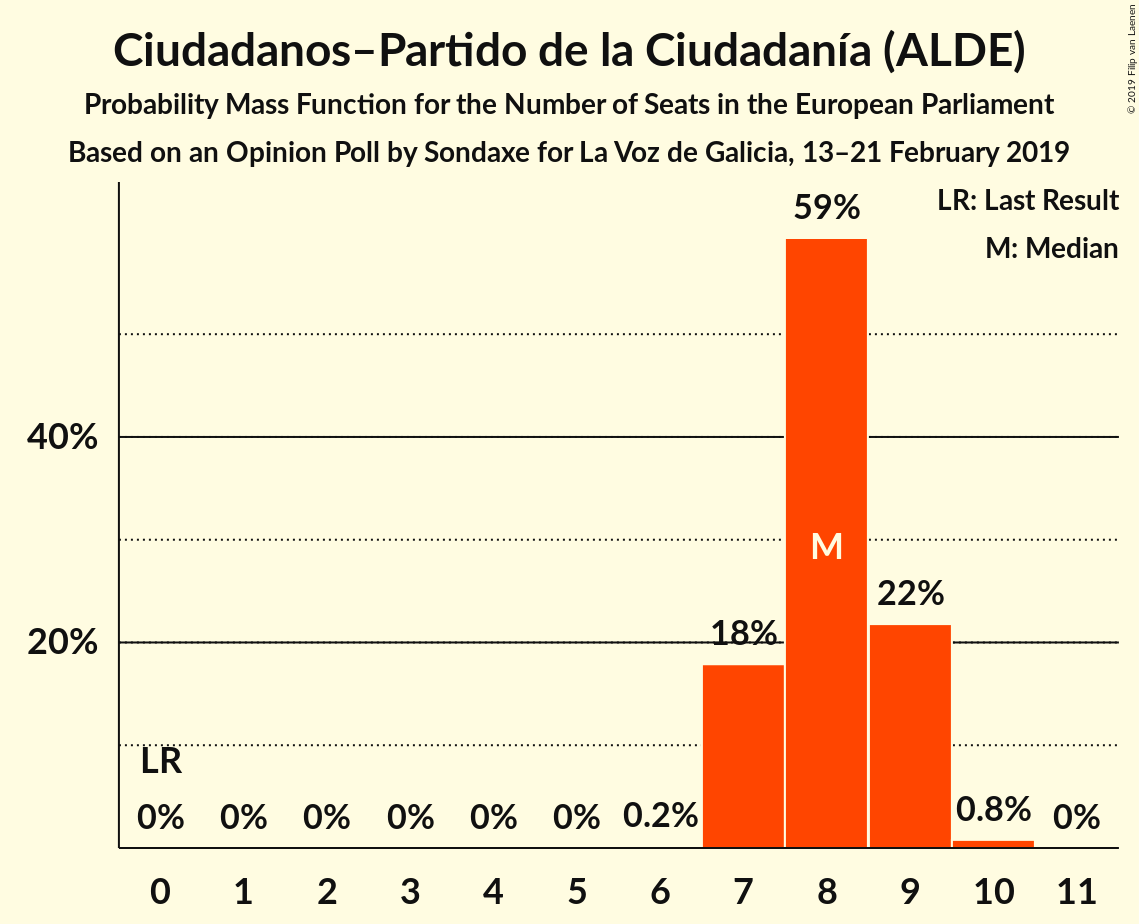 Ciudadanos–Partido de la Ciudadanía (ALDE)
Probability Mass Function for the Number of Seats in the European Parliament
Based on an Opinion Poll by Sondaxe for La Voz de Galicia, 13–21 February 2019
© 2019 Filip van Laenen
LR: Last Result
M: Median
59%
40%
M
22%
18%
20%
LR
0% 0% 0% 0% 0% 0% 0.2% 0.8% 0%
0 1 2 3 4 5 6 7 8 9 10 11